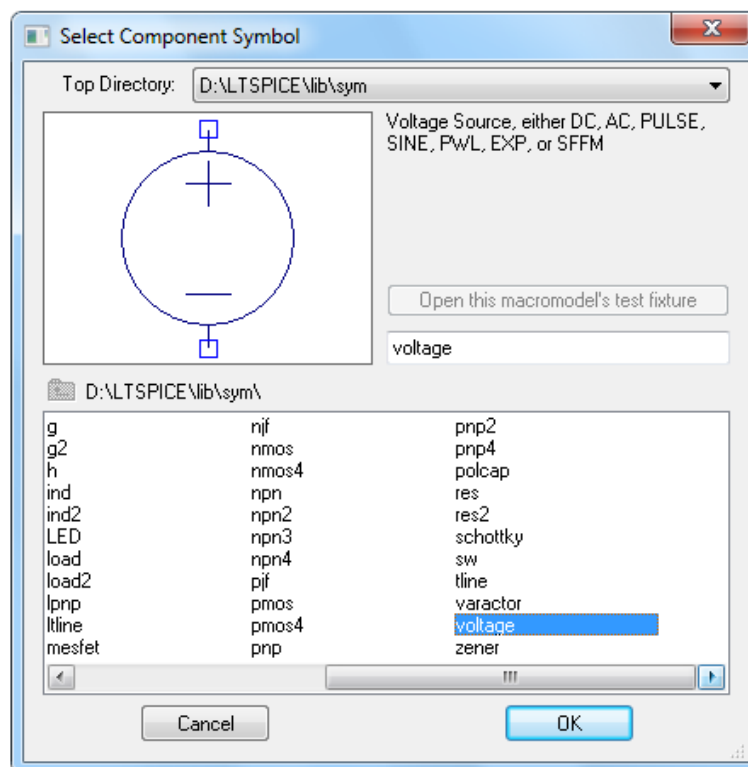 Select Component Symbol
Top Directory: D:\LTSPICE\lib\sym
Voltage Source, either DC, AC, PULSE,
SINE, PWL, EXP, or SFFM
Open this macromodel's test fixture
voltage
D:\LTSPICE\lib\sym\
g njf pnp2
g2 nmos pnp4
h nmos4 polcap
ind npn res
ind2 npn2 res2
LED npn3 schottky
load npn4 sw
load2 pjf tline
lpnp pmos varactor
ltline pmos4 voltage
mesfet pnp zener
Cancel OK